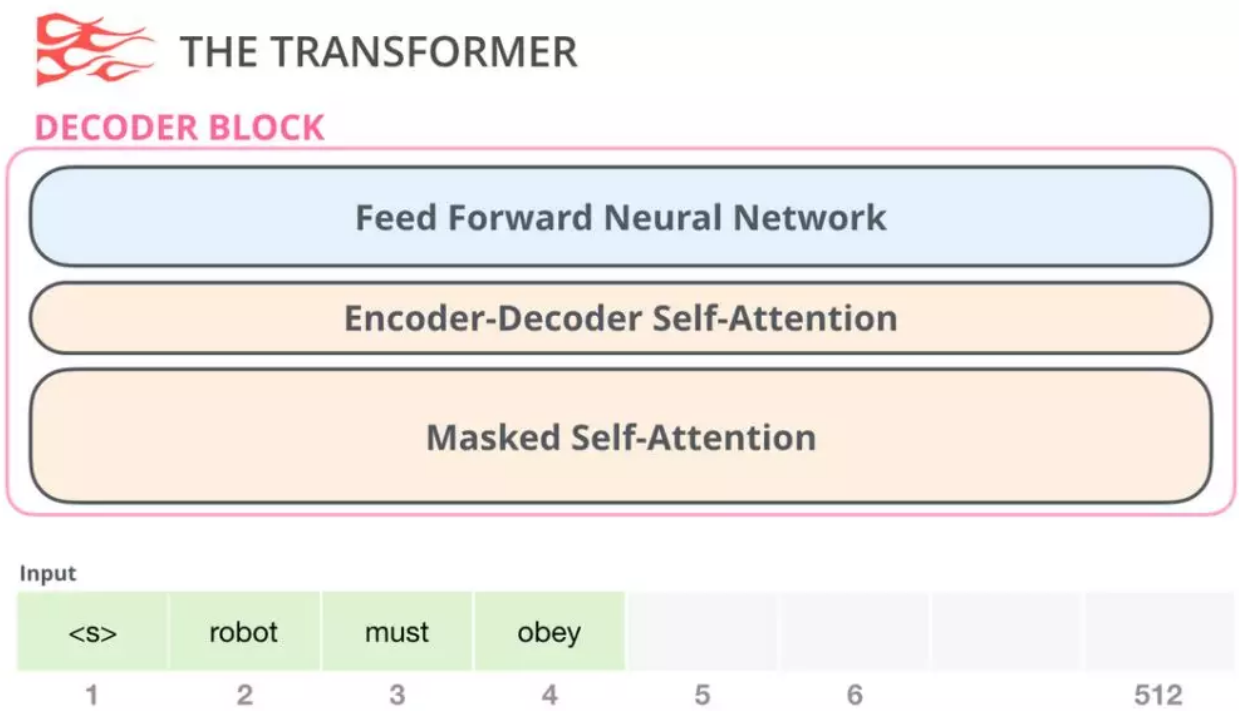 THE TRANSFORMER
DECODER BLOCK
Feed Forward Neural Network
Encoder-Decoder Self-Attention
Masked Self-Attention
Input
<s> robot must obey
1 2 3 4 5 6 512